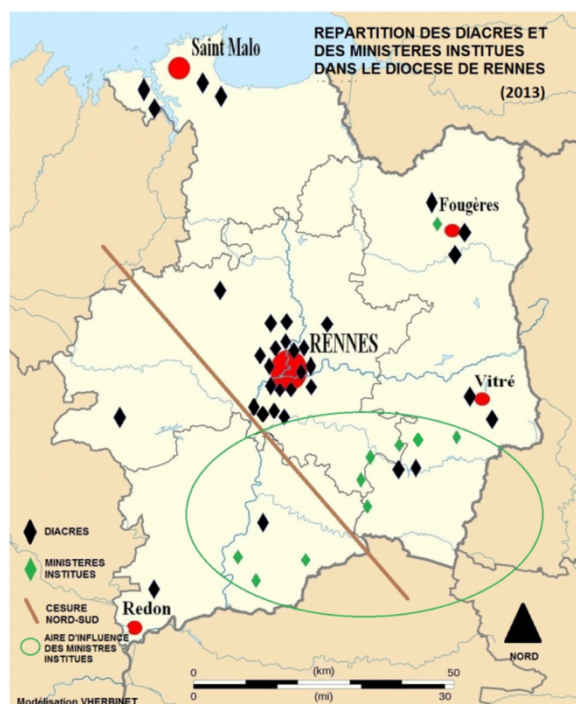 REPARTITION DES DIACRES ET
DES MINISTERES INSTITUES
DANS LE DIOCESE DE RENNES
(2013)
Saint Malo
Fougères
RENNES
Vitré
DIACRES
MINISTERES
INSTITUES
CESURE
NORD-SUD
AIRE D'INFLUENCE
DES MINISTRES
INSTITUES
Redon
NORD
0 (km) 50
0 (mi) 30
Modélisation VHERBINET